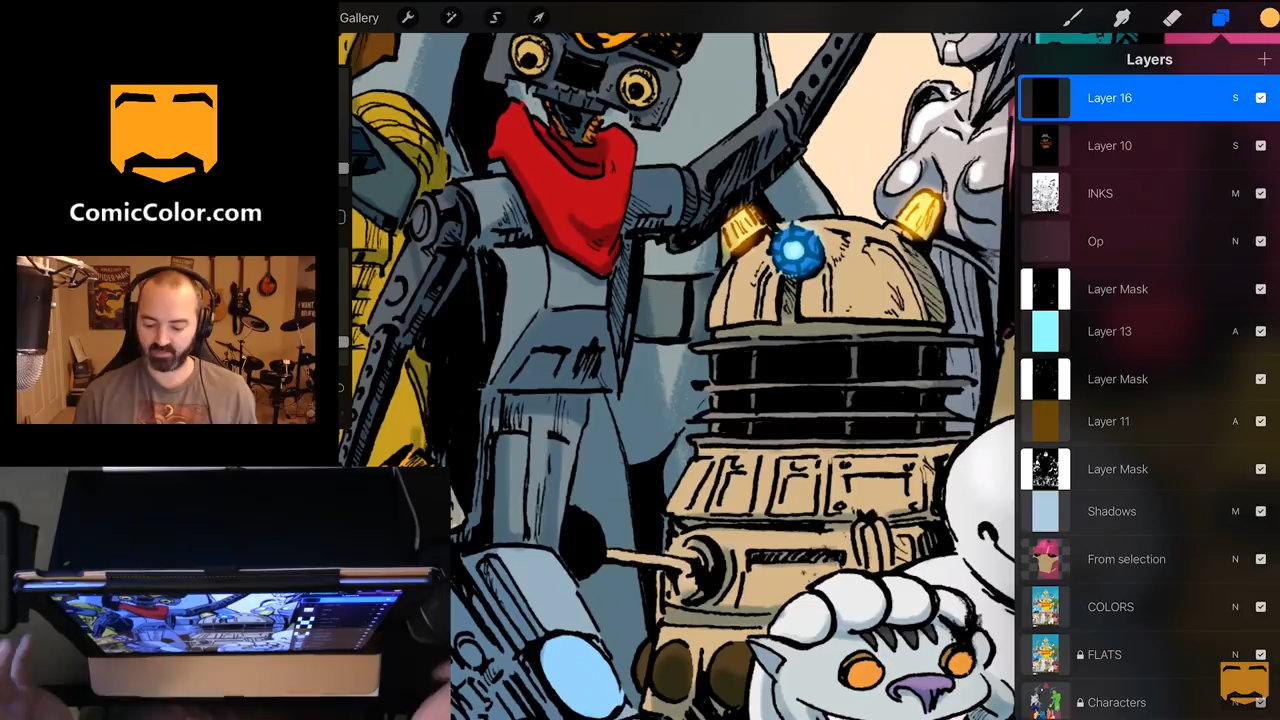 Gallery
Layers
Layer 16
S
Layer 10
S
INKS
M
Op
N
Layer Mask
Layer 13
A
Layer Mask
Layer 11
A
Layer Mask
Shadows
M
From selection
N
COLORS
N
FLATS
N
Characters
ComicColor.com